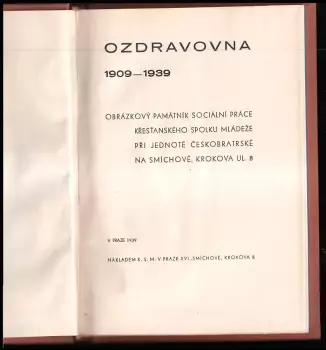 OZDRAVOVNA
1909—1939
OBRÁZKOVÝ PAMÁTNÍK SOCIÁLNÍ PRÁCE
KŘESŤANSKÉHO SPOLKU MLÁDEŽE
PŘI JEDNOTĚ ČESKOBRATRSKÉ
NA SMÍCHOVĚ, KROKOVA UL. 8
V PRAZE 1939
NÁKLADEM K. S. M. V PRAZE XVI.-SMÍCHOVĚ, KROKOVA 8